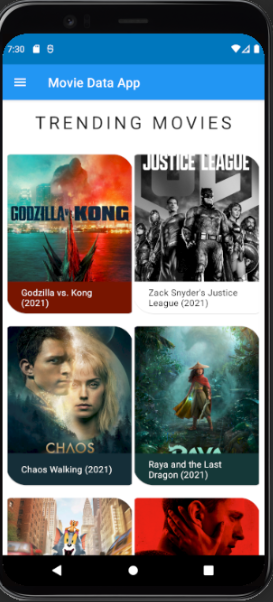 7:30
Movie Data App
TRENDING MOVIES
GODZILLA vs. KONG
JUSTICE LEAGUE
Godzilla vs. Kong
(2021)
Zack Snyder's Justice
League (2021)
CHAOS
RAYA
Chaos Walking (2021)
Raya and the Last
Dragon (2021)